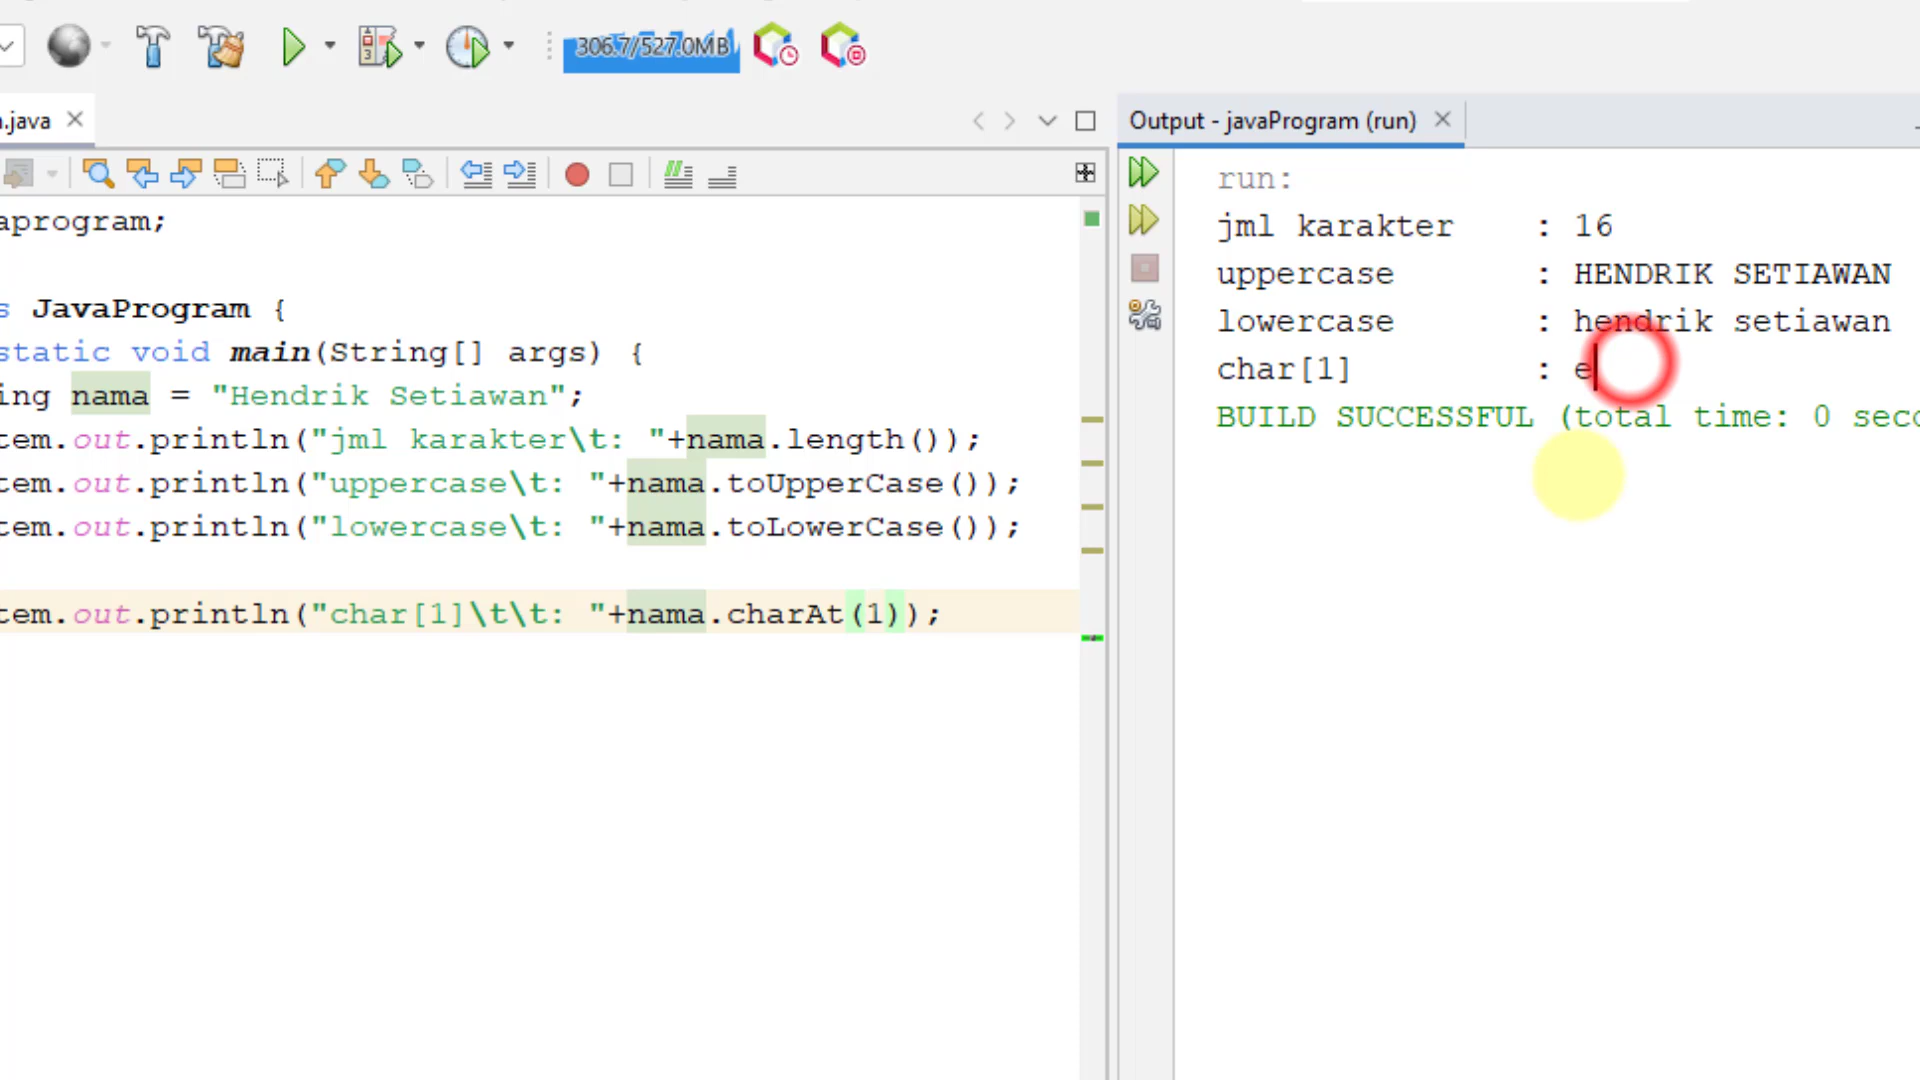 306.7/527.0MB
.java
aprogram;
s JavaProgram {
static void main(String[] args) {
ing nama = "Hendrik Setiawan";
tem.out.println("jml karakter\t: "+nama.length());
tem.out.println("uppercase\t: "+nama.toUpperCase());
tem.out.println("lowercase\t: "+nama.toLowerCase());
tem.out.println("char[1]\t\t: "+nama.charAt(1));
Output - javaProgram (run)
run:
jml karakter : 16
uppercase : HENDRIK SETIAWAN
lowercase : hendrik setiawan
char[1] : e
BUILD SUCCESSFUL (total time: 0 seco